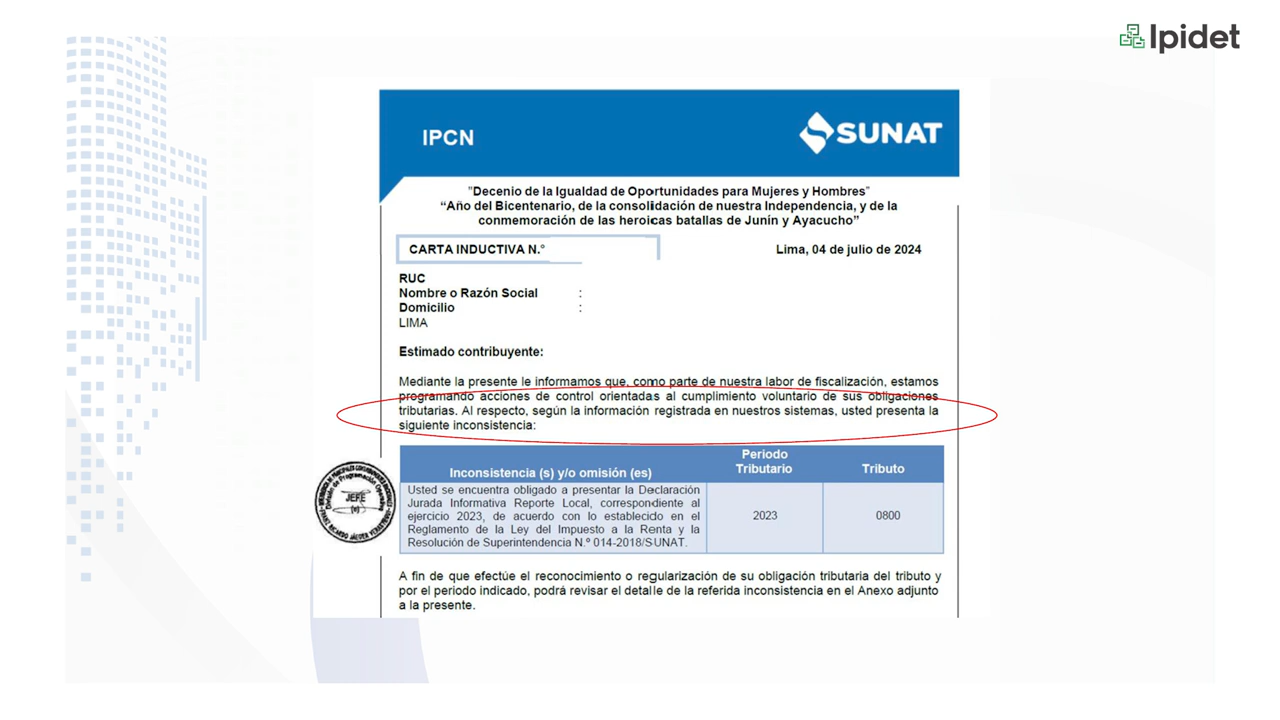 Ipidet
IPCN
SUNAT
"Decenio de la Igualdad de Oportunidades para Mujeres y Hombres"
“Año del Bicentenario, de la consolidación de nuestra Independencia, y de la
conmemoración de las heroicas batallas de Junín y Ayacucho”
CARTA INDUCTIVA N.°
Lima, 04 de julio de 2024
RUC
Nombre o Razón Social :
Domicilio :
LIMA
Estimado contribuyente:
Mediante la presente le informamos que, como parte de nuestra labor de fiscalización, estamos
programando acciones de control orientadas al cumplimiento voluntario de sus obligaciones
tributarias. Al respecto, según la información registrada en nuestros sistemas, usted presenta la
siguiente inconsistencia:
Inconsistencia (s) y/o omisión (es)
Periodo
Tributario
Tributo
Usted se encuentra obligado a presentar la Declaración
Jurada Informativa Reporte Local, correspondiente al
ejercicio 2023, de acuerdo con lo establecido en el
Reglamento de la Ley del Impuesto a la Renta y la
Resolución de Superintendencia N.º 014-2018/SUNAT.
2023
0800
JEFE
(e)
A fin de que efectúe el reconocimiento o regularización de su obligación tributaria del tributo y
por el periodo indicado, podrá revisar el detalle de la referida inconsistencia en el Anexo adjunto
a la presente.